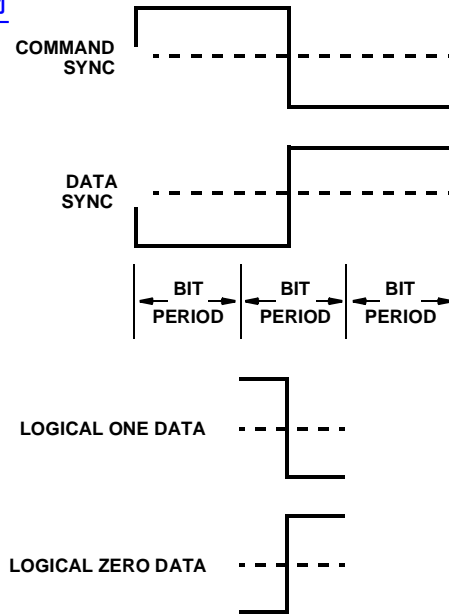 COMMAND
SYNC
DATA
SYNC
BIT BIT BIT
PERIOD PERIOD PERIOD
LOGICAL ONE DATA
LOGICAL ZERO DATA